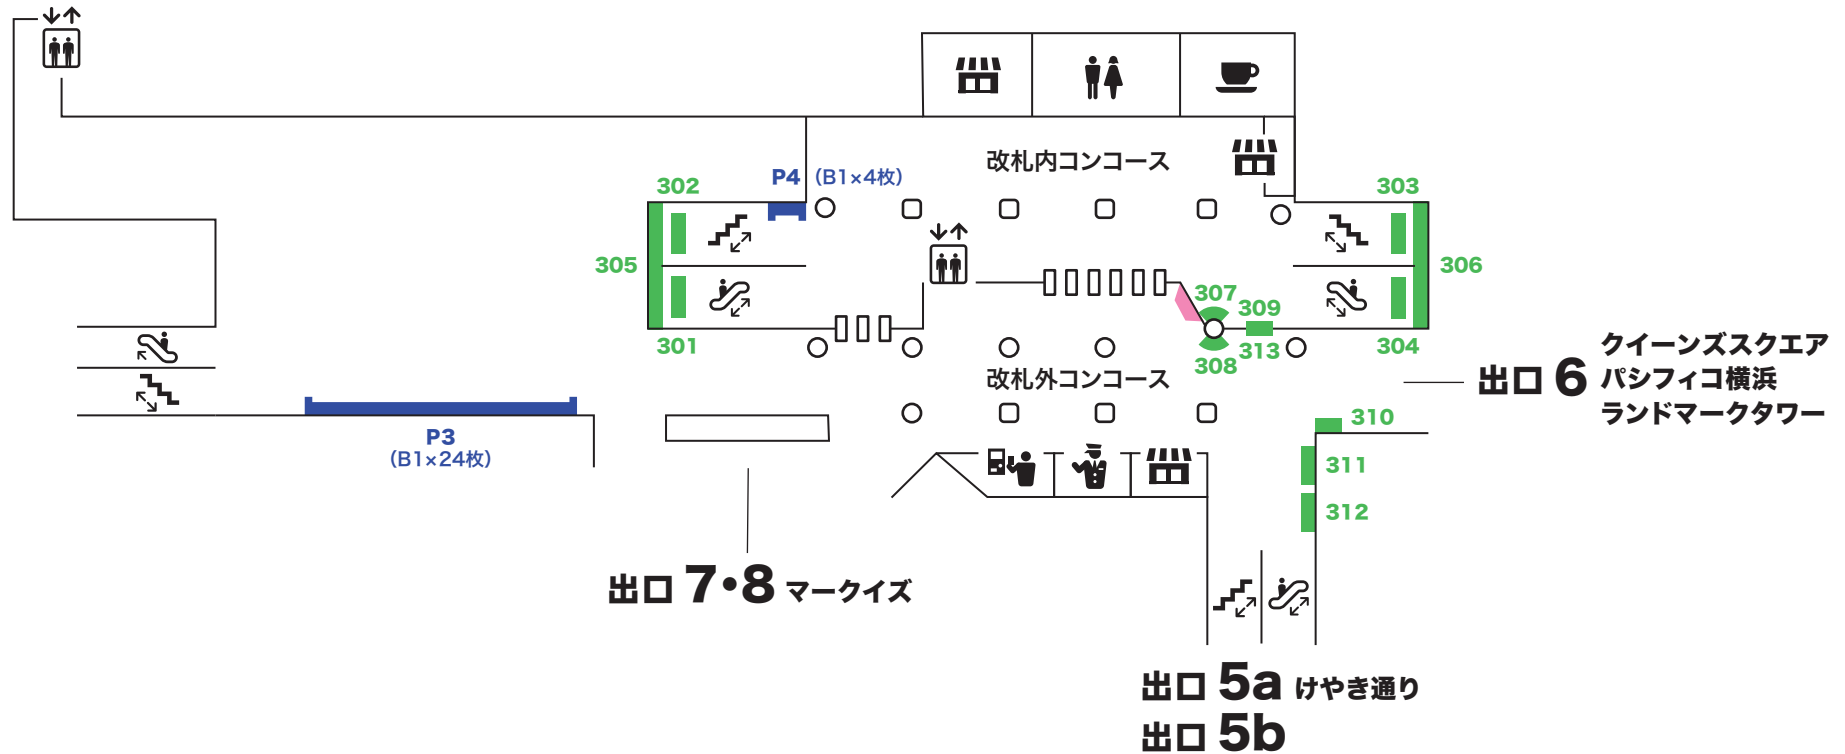 改札内コンコース
P4（B1×4枚）
302
303
305
306
307
309
301
308
313
304
改札外コンコース
出口 6
クイーンズスクエア
パシフィコ横浜
ランドマークタワー
310
P3
（B1×24枚）
311
312
出口 7・8 マークイズ
出口 5a けやき通り
出口 5b